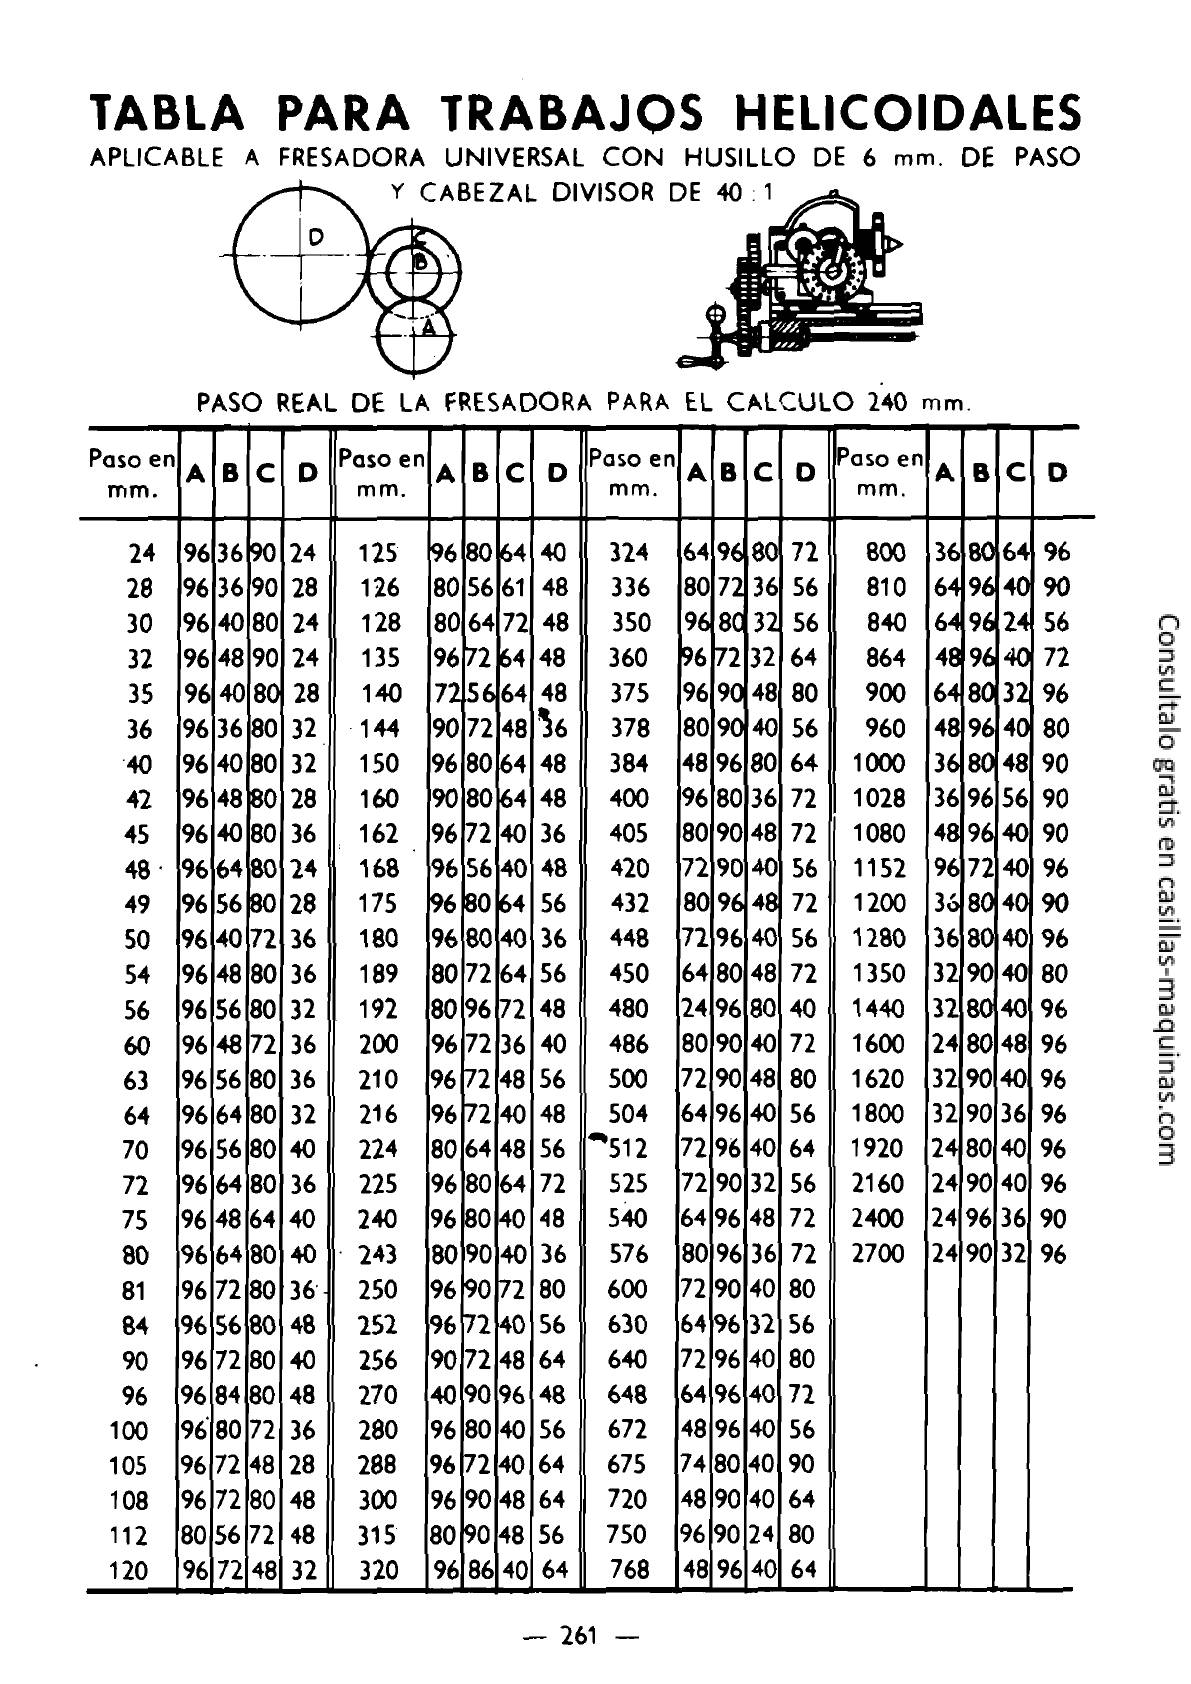 TABLA PARA TRABAJOS HELICOIDALES
APLICABLE A FRESADORA UNIVERSAL CON HUSILLO DE 6 mm. DE PASO
Y CABEZAL DIVISOR DE 40 : 1
D
C
B
A
PASO REAL DE LA FRESADORA PARA EL CALCULO 240 mm.
Paso en mm. A B C D Paso en mm. A B C D Paso en mm. A B C D Paso en mm. A B C D
24 96 36 90 24 125 96 80 64 40 324 64 96 80 72 800 36 80 64 96
28 96 36 90 28 126 80 56 61 48 336 80 72 36 56 810 64 96 40 90
30 96 40 80 24 128 80 64 72 48 350 96 80 32 56 840 64 96 24 56
32 96 48 90 24 135 96 72 64 48 360 96 72 32 64 864 48 96 40 72
35 96 40 80 28 140 72 56 64 48 375 96 90 48 80 900 64 80 32 96
36 96 36 80 32 144 90 72 48 36 378 80 90 40 56 960 48 96 40 80
40 96 40 80 32 150 96 80 64 48 384 48 96 80 64 1000 36 80 48 90
42 96 48 80 28 160 90 80 64 48 400 96 80 36 72 1028 36 96 56 90
45 96 40 80 36 162 96 72 40 36 405 80 90 48 72 1080 48 96 40 90
48 96 64 80 24 168 96 56 40 48 420 72 90 40 56 1152 96 72 40 96
49 96 56 80 28 175 96 80 64 56 432 80 96 48 72 1200 36 80 40 90
50 96 40 72 36 180 96 80 40 36 448 72 96 40 56 1280 36 80 40 96
54 96 48 80 36 189 80 72 64 56 450 64 80 48 72 1350 32 90 40 80
56 96 56 80 32 192 80 96 72 48 480 24 96 80 40 1440 32 80 40 96
60 96 48 72 36 200 96 72 36 40 486 80 90 40 72 1600 24 80 48 96
63 96 56 80 36 210 96 72 48 56 500 72 90 48 80 1620 32 90 40 96
64 96 64 80 32 216 96 72 40 48 504 64 96 40 56 1800 32 90 36 96
70 96 56 80 40 224 80 64 48 56 512 72 96 40 64 1920 24 80 40 96
72 96 64 80 36 225 96 80 64 72 525 72 90 32 56 2160 24 90 40 96
75 96 48 64 40 240 96 80 40 48 540 64 96 48 72 2400 24 96 36 90
80 96 64 80 40 243 80 90 40 36 576 80 96 36 72 2700 24 90 32 96
81 96 72 80 36 250 96 90 72 80 600 72 90 40 80
84 96 56 80 48 252 96 72 40 56 630 64 96 32 56
90 96 72 80 40 256 90 72 48 64 640 72 96 40 80
96 96 84 80 48 270 40 90 96 48 648 64 96 40 72
100 96 80 72 36 280 96 80 40 56 672 48 96 40 56
105 96 72 48 28 288 96 72 40 64 675 74 80 40 90
108 96 72 80 48 300 96 90 48 64 720 48 90 40 64
112 80 56 72 48 315 80 90 48 56 750 96 90 24 80
120 96 72 48 32 320 96 86 40 64 768 48 96 40 64
— 261 —
Consultalo gratis en casillas-maquinas.com